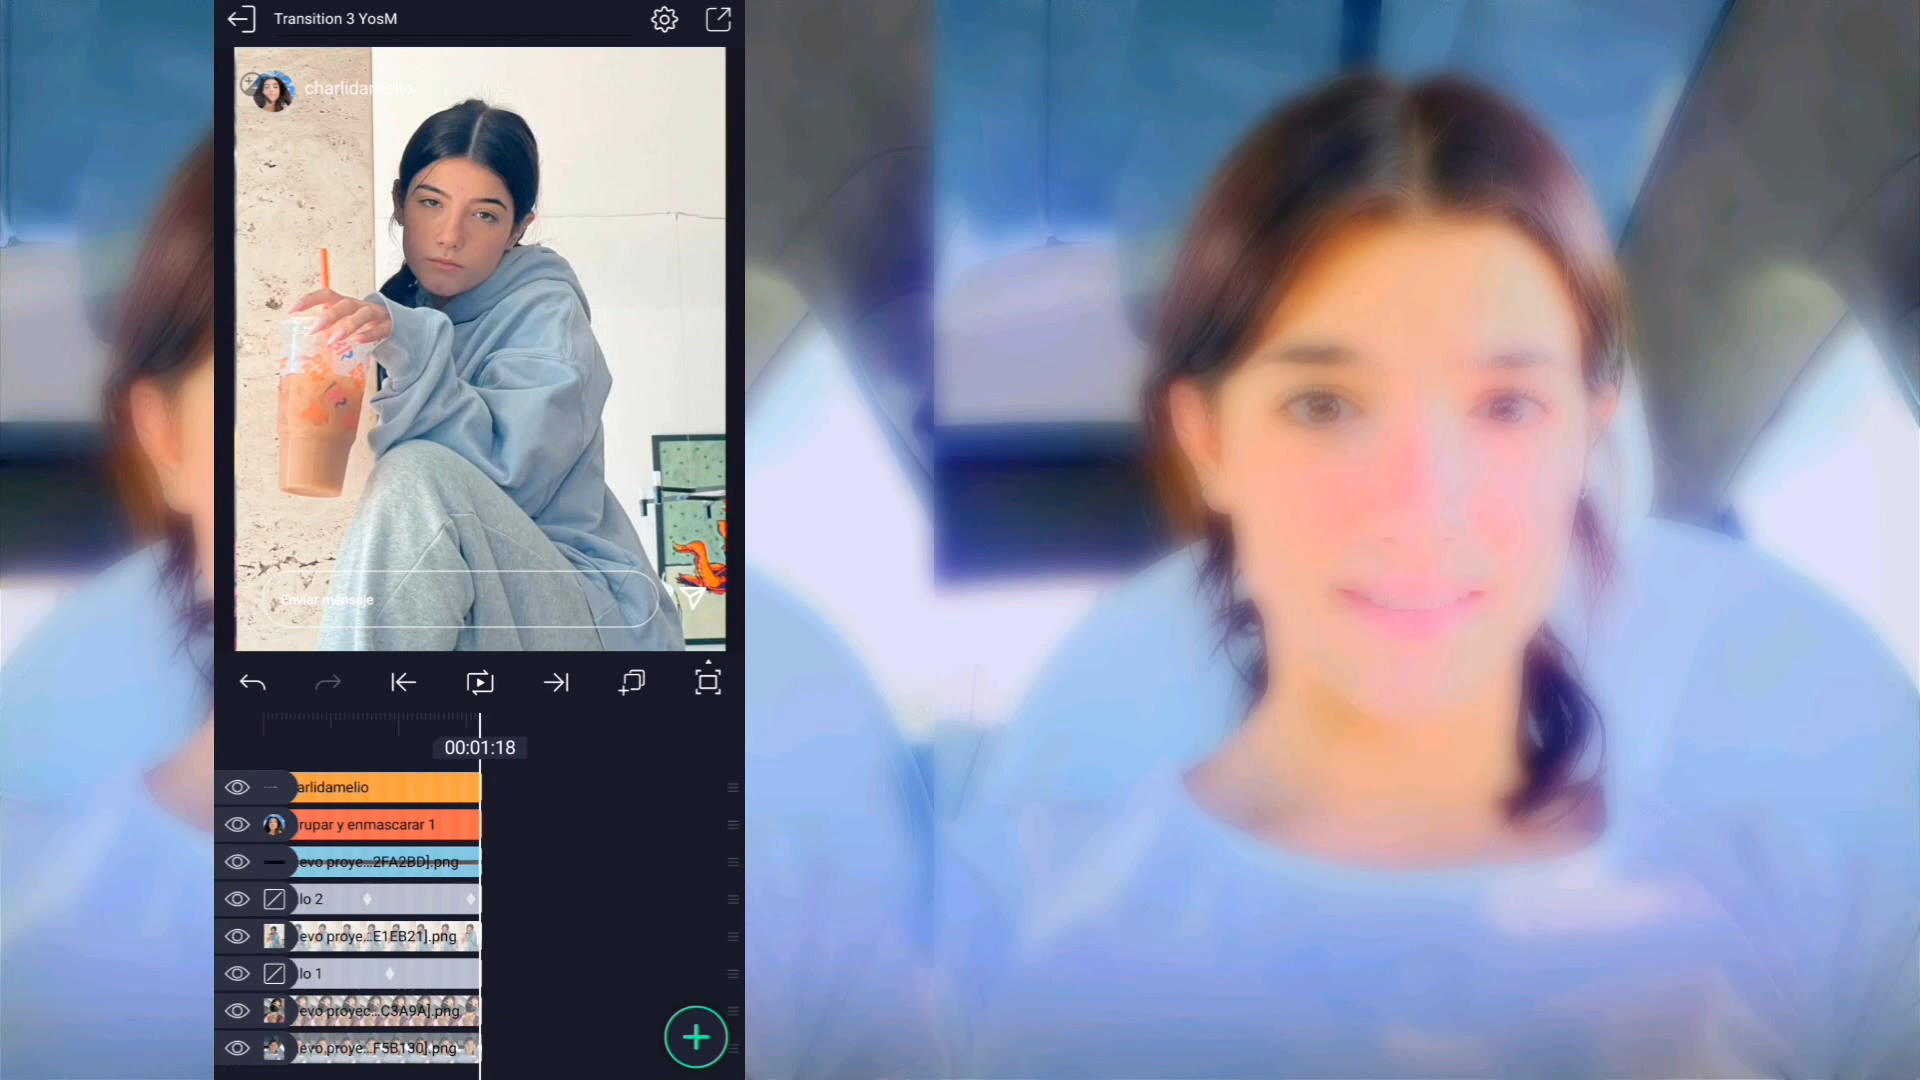 Transition 3 YosM
charlidamelio
Enviar mensaje
00:01:18
arlidamelio
rupar y enmascarar 1
evo proye...2FA2BD].png
lo 2
evo proye...E1EB21].png
lo 1
evo proyec...C3A9A].png
evo proye...F5B130].png